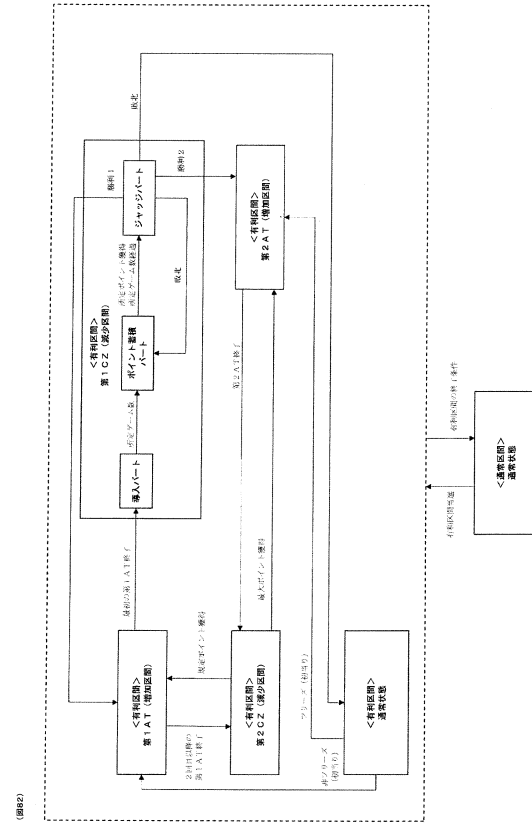 (図82)
＜有利区間＞
第1CZ（減少区間）
導入パート
所定ゲーム数
ポイント蓄積
パート
所定ポイント獲得
所定ゲーム数経過
ジャッジパート
勝利1
勝利2
敗北
敗北
最初の第1AT終了
＜有利区間＞
第1AT（増加区間）
2回目以降の
第1AT終了
規定ポイント獲得
＜有利区間＞
第2CZ（減少区間）
第2AT終了
最大ポイント獲得
＜有利区間＞
第2AT（増加区間）
フリーズ（初当り）
非フリーズ
（初当り）
＜有利区間＞
通常状態
有利区間当選
有利区間の終了条件
＜通常区間＞
通常状態